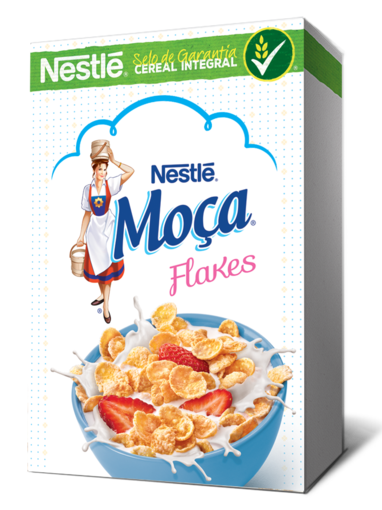 Nestlé® Selo de Garantia
CEREAL INTEGRAL
Nestlé®
Moça®
Flakes
®